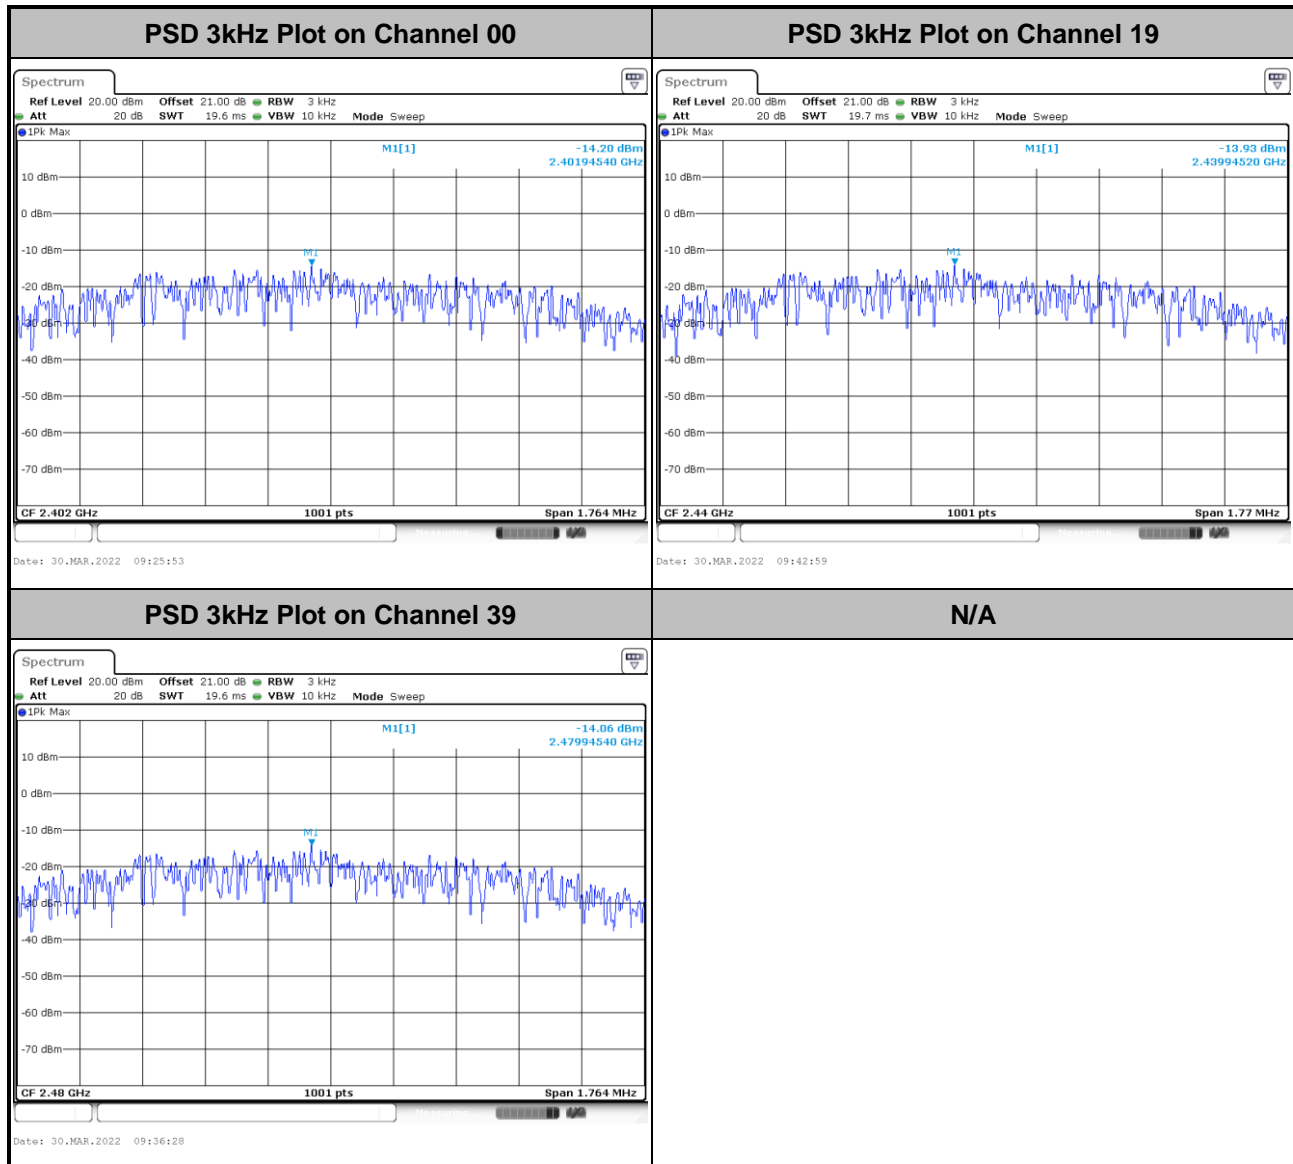 PSD 3kHz Plot on Channel 00
Spectrum
Ref Level 20.00 dBm Offset 21.00 dB RBW 3 kHz
Att 20 dB SWT 19.6 ms VBW 10 kHz Mode Sweep
1Pk Max
M1[1] -14.20 dBm
2.40194540 GHz
10 dBm
0 dBm
-10 dBm
M1
-20 dBm
-30 dBm
-40 dBm
-50 dBm
-60 dBm
-70 dBm
CF 2.402 GHz 1001 pts Span 1.764 MHz
Measuring
Date: 30.MAR.2022 09:25:53
PSD 3kHz Plot on Channel 19
Spectrum
Ref Level 20.00 dBm Offset 21.00 dB RBW 3 kHz
Att 20 dB SWT 19.7 ms VBW 10 kHz Mode Sweep
1Pk Max
M1[1] -13.93 dBm
2.43994520 GHz
10 dBm
0 dBm
-10 dBm
M1
-20 dBm
-30 dBm
-40 dBm
-50 dBm
-60 dBm
-70 dBm
CF 2.44 GHz 1001 pts Span 1.77 MHz
Measuring
Date: 30.MAR.2022 09:42:59
PSD 3kHz Plot on Channel 39
Spectrum
Ref Level 20.00 dBm Offset 21.00 dB RBW 3 kHz
Att 20 dB SWT 19.6 ms VBW 10 kHz Mode Sweep
1Pk Max
M1[1] -14.06 dBm
2.47994540 GHz
10 dBm
0 dBm
-10 dBm
M1
-20 dBm
-30 dBm
-40 dBm
-50 dBm
-60 dBm
-70 dBm
CF 2.48 GHz 1001 pts Span 1.764 MHz
Measuring
Date: 30.MAR.2022 09:36:28
N/A